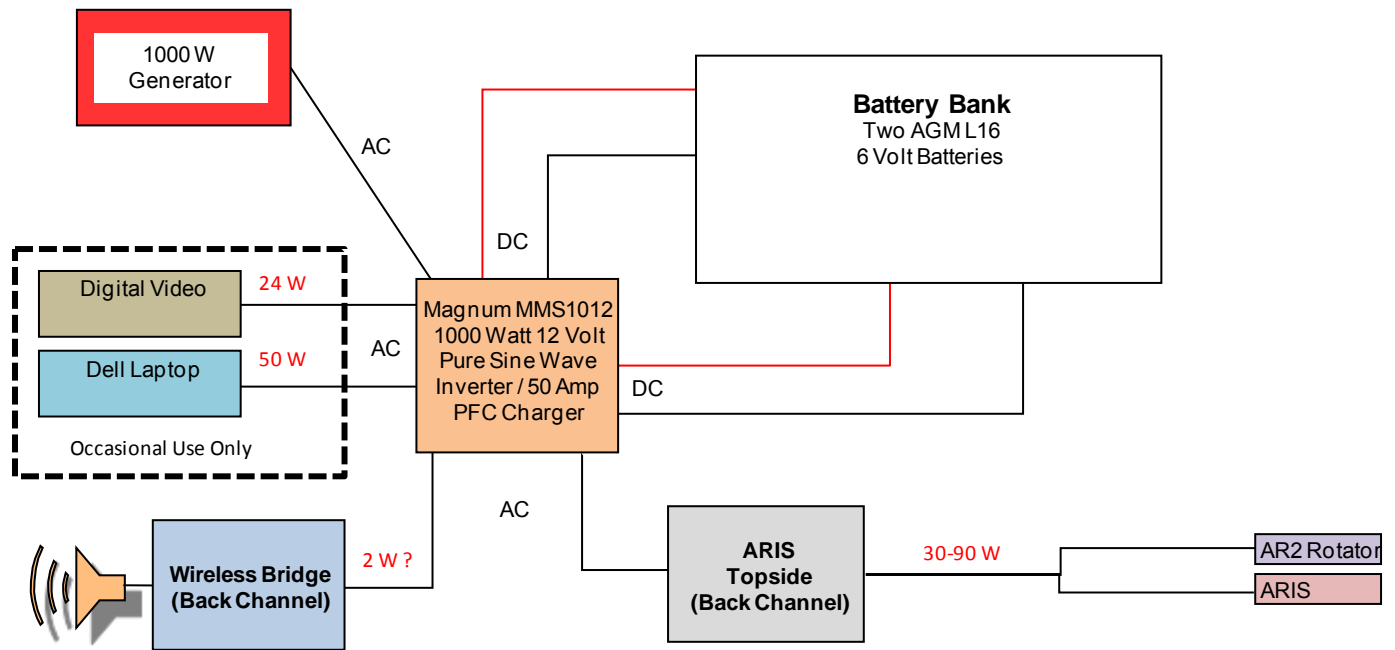 1000 W
Generator
Battery Bank
Two AGM L16
6 Volt Batteries
AC
DC
Digital Video
24 W
Dell Laptop
50 W
AC
Occasional Use Only
Magnum MMS1012
1000 Watt 12 Volt
Pure Sine Wave
Inverter / 50 Amp
PFC Charger
DC
AC
Wireless Bridge
(Back Channel)
2 W ?
ARIS
Topside
(Back Channel)
30-90 W
AR2 Rotator
ARIS